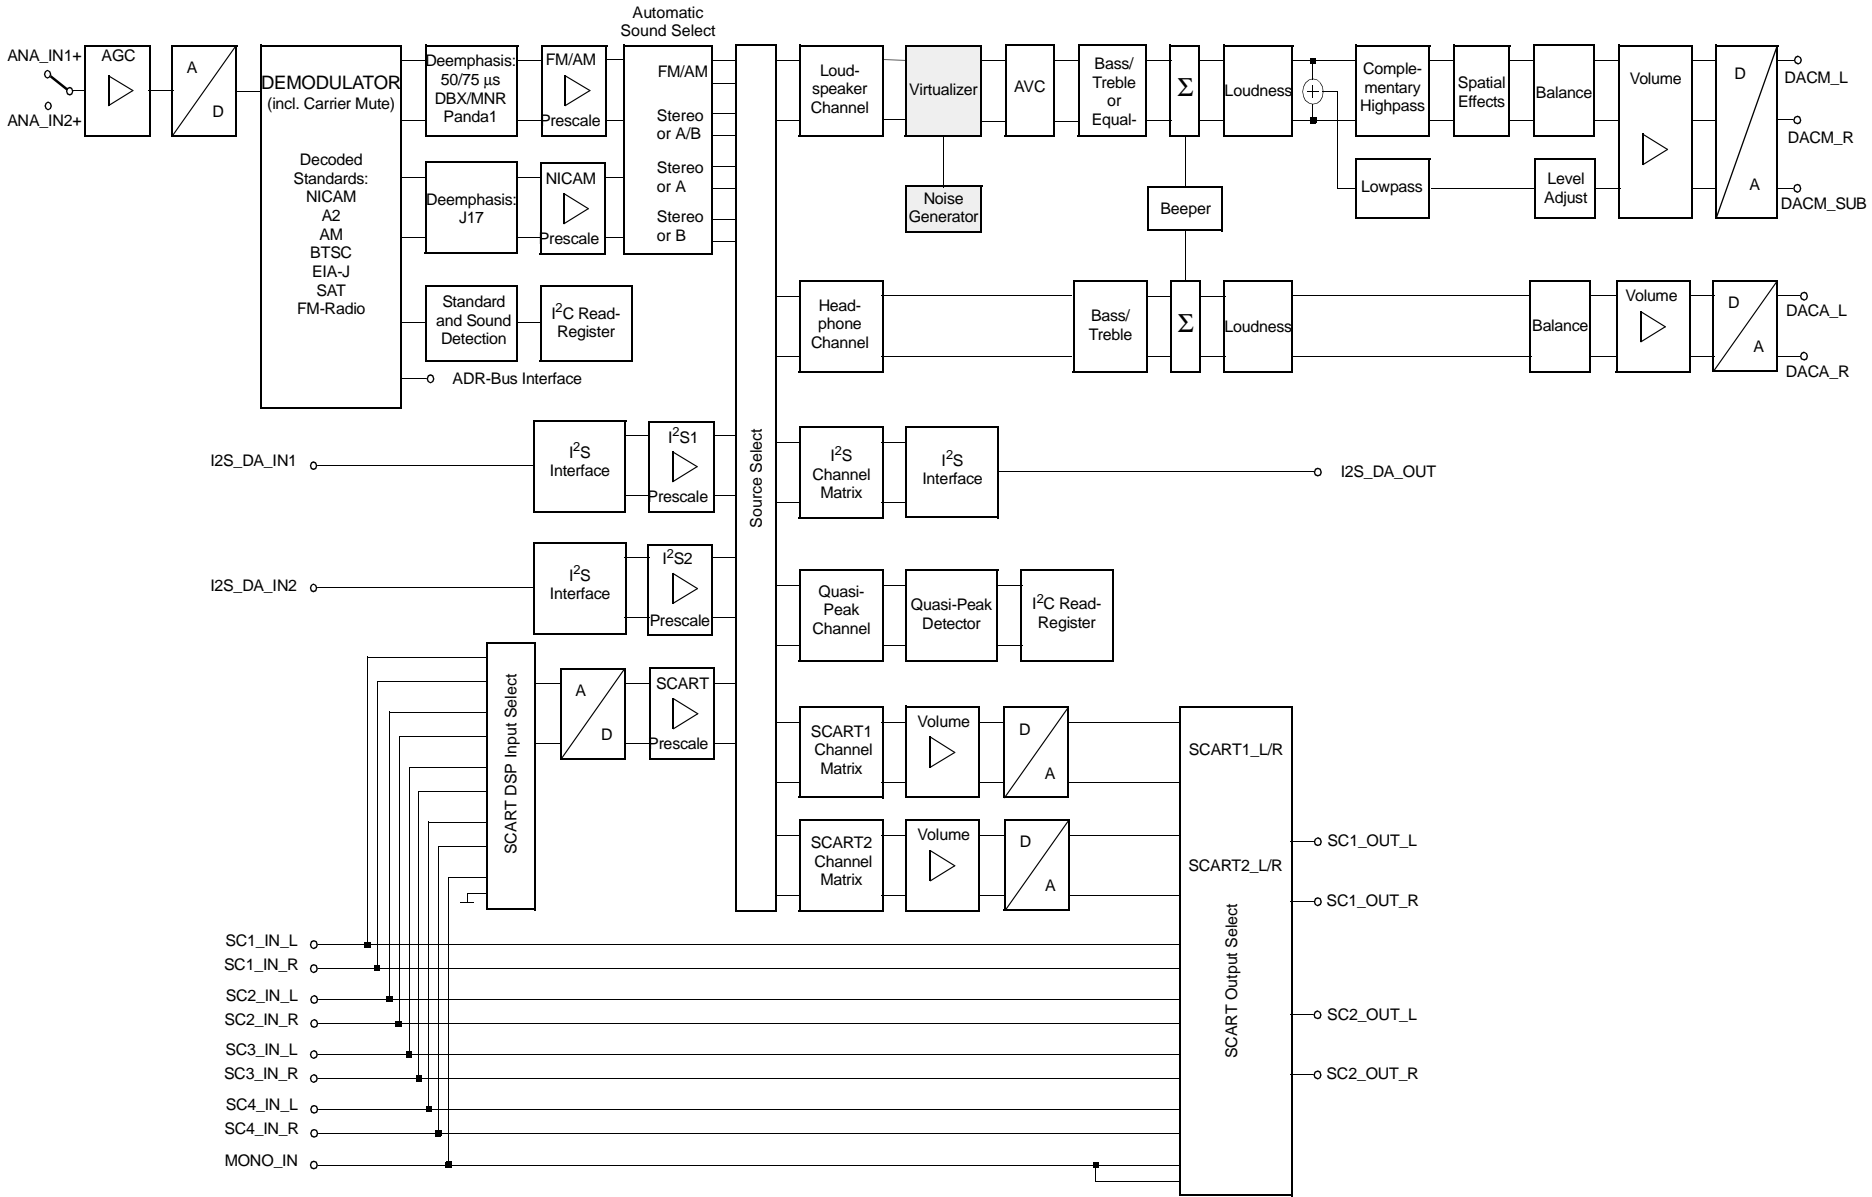 Automatic
Sound Select
ANA_IN1+
ANA_IN2+
AGC
A
D
DEMODULATOR
(incl. Carrier Mute)
Decoded
Standards:
NICAM
A2
AM
BTSC
EIA-J
SAT
FM-Radio
Deemphasis:
50/75 µs
DBX/MNR
Panda1
FM/AM
Prescale
Deemphasis:
J17
NICAM
Prescale
FM/AM
Stereo
or A/B
Stereo
or A
Stereo
or B
Standard
and Sound
Detection
I2C Read-
Register
ADR-Bus Interface
Source Select
Loud-
speaker
Channel
Virtualizer
Noise
Generator
AVC
Bass/
Treble
or
Equal-
Σ
Beeper
Loudness
+
Comple-
mentary
Highpass
Spatial
Effects
Balance
Lowpass
Level
Adjust
Volume
D
A
DACM_L
DACM_R
DACM_SUB
Head-
phone
Channel
Bass/
Treble
Σ
Loudness
Balance
Volume
D
A
DACA_L
DACA_R
I2S_DA_IN1
I2S
Interface
I2S1
Prescale
I2S
Channel
Matrix
I2S
Interface
I2S_DA_OUT
I2S_DA_IN2
I2S
Interface
I2S2
Prescale
Quasi-
Peak
Channel
Quasi-Peak
Detector
I2C Read-
Register
SCART DSP Input Select
A
D
SCART
Prescale
SCART1
Channel
Matrix
Volume
D
A
SCART2
Channel
Matrix
Volume
D
A
SCART1_L/R
SCART2_L/R
SCART Output Select
SC1_OUT_L
SC1_OUT_R
SC2_OUT_L
SC2_OUT_R
SC1_IN_L
SC1_IN_R
SC2_IN_L
SC2_IN_R
SC3_IN_L
SC3_IN_R
SC4_IN_L
SC4_IN_R
MONO_IN